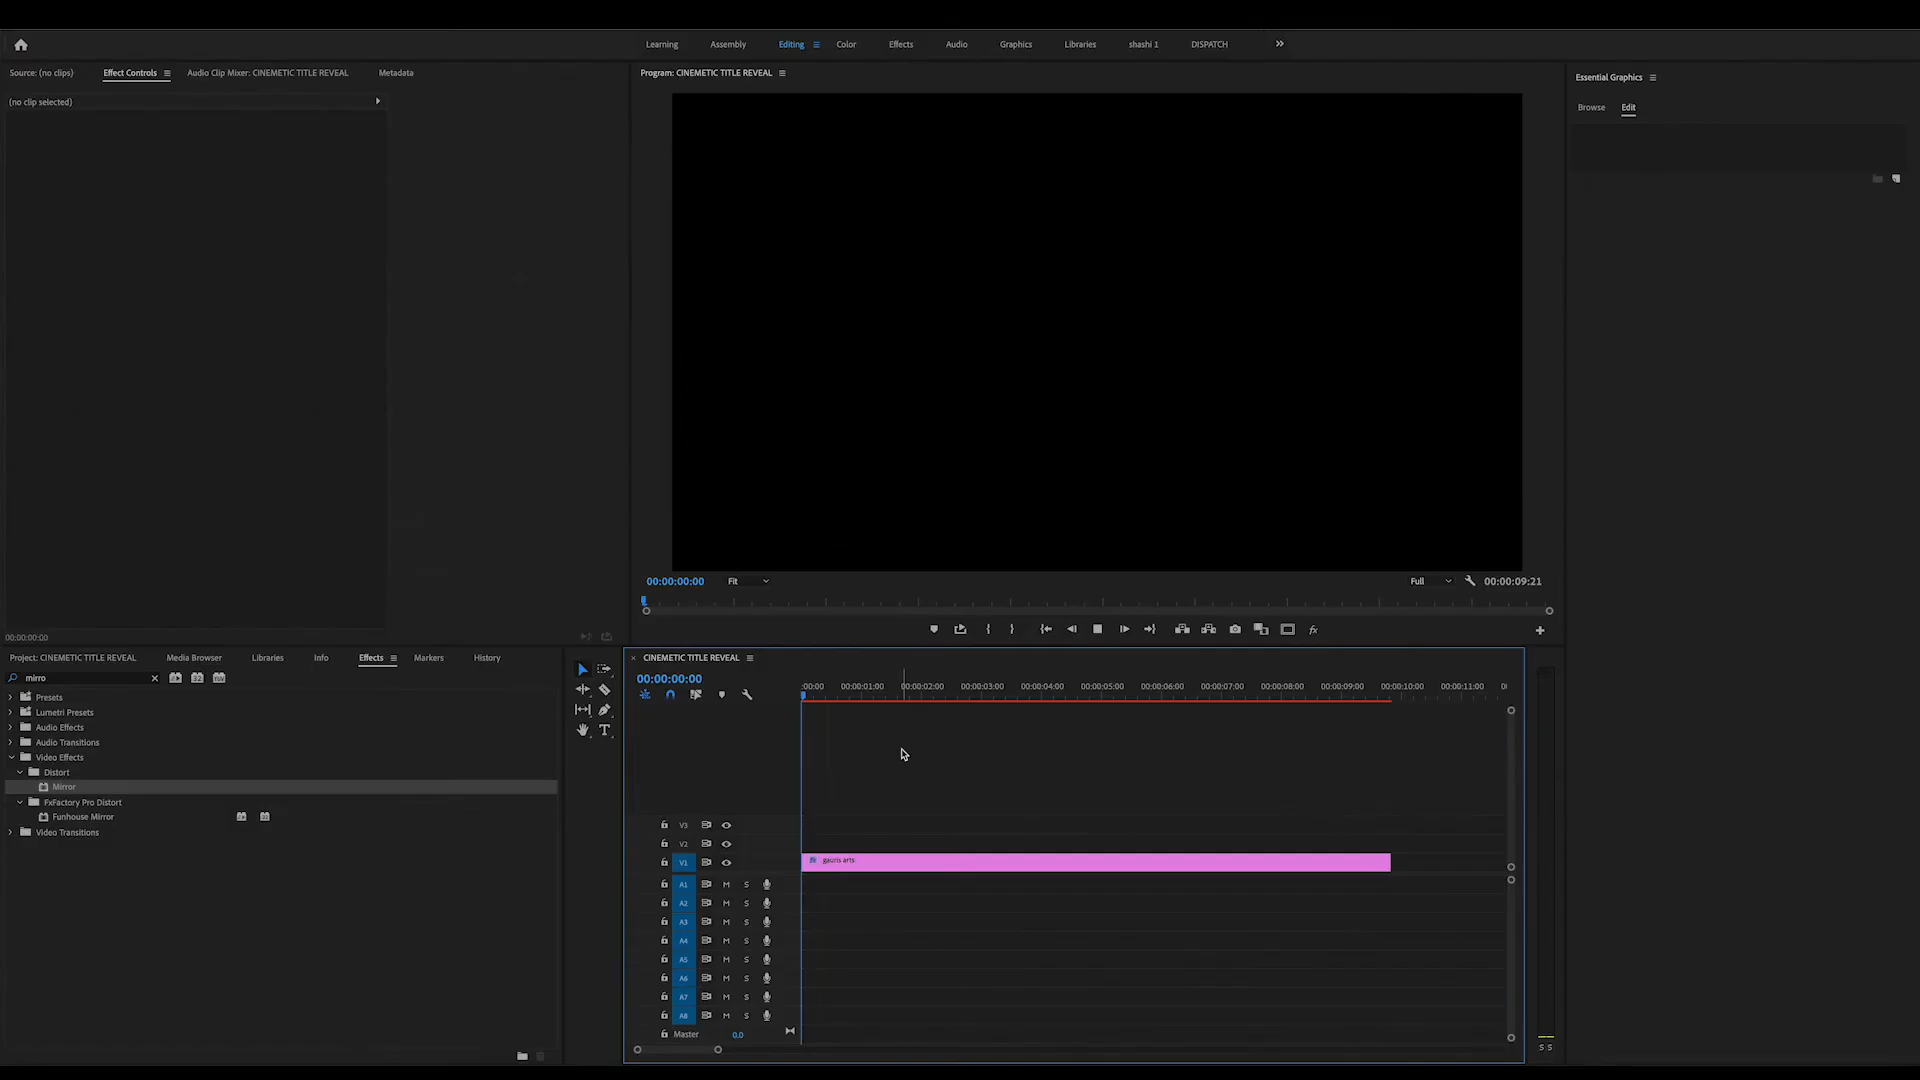 Learning Assembly Editing Color Effects Audio Graphics Libraries shashi 1 DISPATCH
Source: (no clips) Effect Controls Audio Clip Mixer: CINEMETIC TITLE REVEAL Metadata
Program: CINEMETIC TITLE REVEAL
Essential Graphics
(no clip selected)
Browse Edit
00:00:00:00 Fit Full 00:00:09:21
00:00:00:00
Project: CINEMETIC TITLE REVEAL Media Browser Libraries Info Effects Markers History
CINEMETIC TITLE REVEAL
mirro
00:00:00:00
:00:00 00:00:01:00 00:00:02:00 00:00:03:00 00:00:04:00 00:00:05:00 00:00:06:00 00:00:07:00 00:00:08:00 00:00:09:00 00:00:10:00 00:00:11:00
Presets
Lumetri Presets
Audio Effects
Audio Transitions
Video Effects
Distort
Mirror
FxFactory Pro Distort
Funhouse Mirror
Video Transitions
V3
V2
V1 gauris arts
A1 M S
A2 M S
A3 M S
A4 M S
A5 M S
A6 M S
A7 M S
A8 M S
Master 0.0
S S